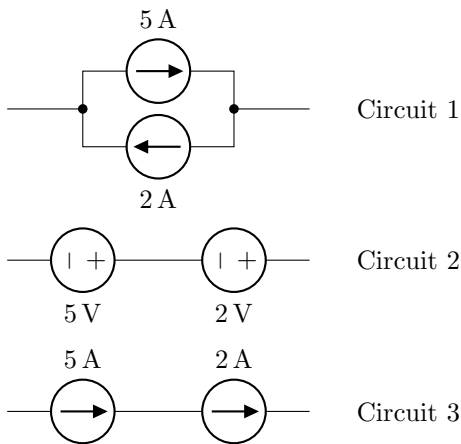 5 A
Circuit 1
2 A
− + − + Circuit 2
5 V 2 V
5 A 2 A
Circuit 3